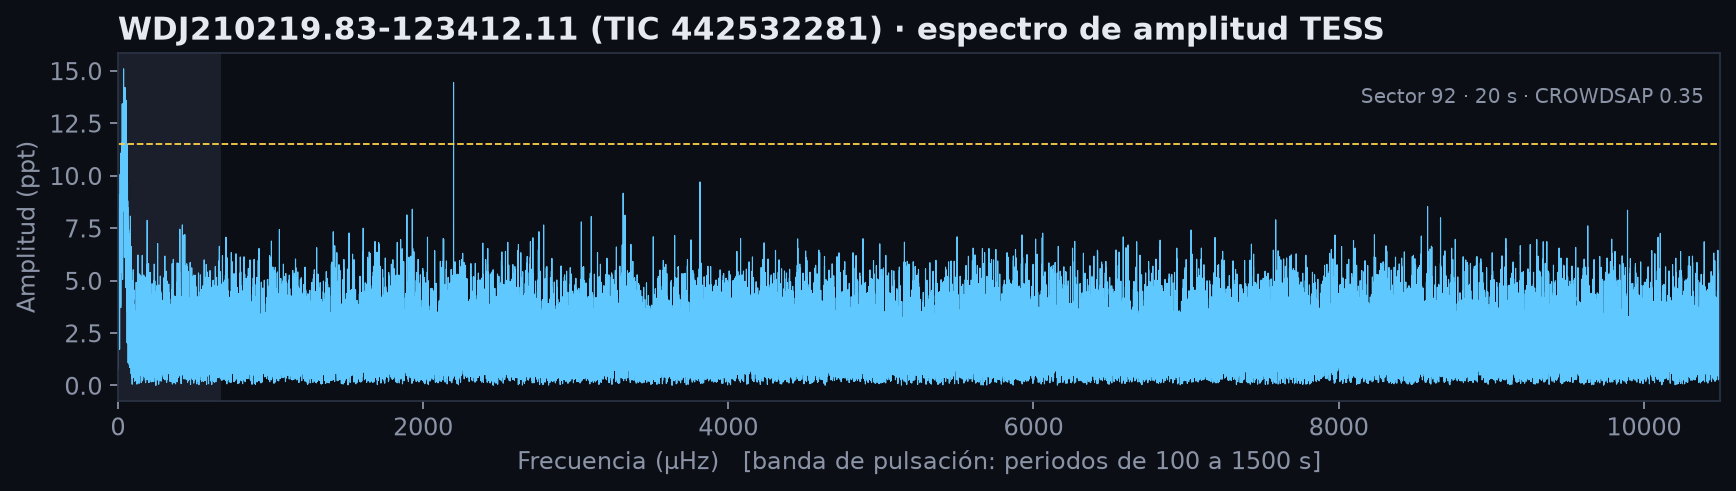 WDJ210219.83-123412.11 (TIC 442532281) · espectro de amplitud TESS
Sector 92 · 20 s · CROWDSAP 0.35
Amplitud (ppt)
15.0
12.5
10.0
7.5
5.0
2.5
0.0
0 2000 4000 6000 8000 10000
Frecuencia (μHz) [banda de pulsación: periodos de 100 a 1500 s]